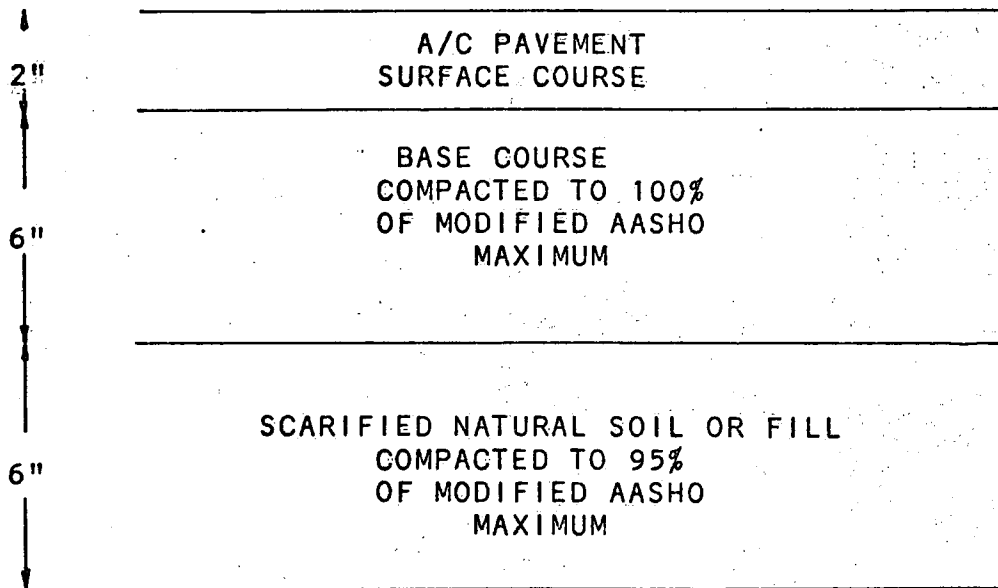 A/C PAVEMENT
2" SURFACE COURSE
BASE COURSE
COMPACTED TO 100%
6" OF MODIFIED AASHO
MAXIMUM
SCARIFIED NATURAL SOIL OR FILL
COMPACTED TO 95%
6" OF MODIFIED AASHO
MAXIMUM